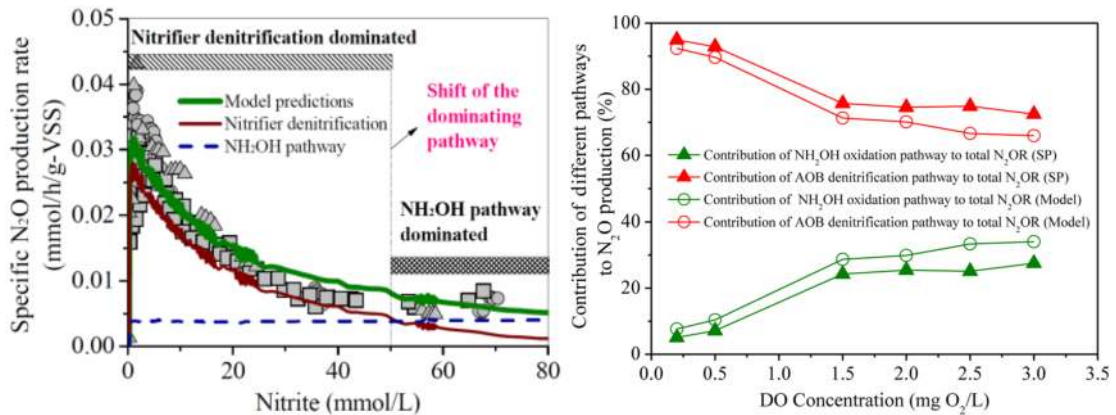 Specific N₂O production rate
(mmol/h/g-VSS)
0.05
0.04
0.03
0.02
0.01
0.00
Nitrifier denitrification dominated
Model predictions
Nitrifier denitrification
NH₂OH pathway
Shift of the
dominating
pathway
NH₂OH pathway
dominated
0 20 40 60 80
Nitrite (mmol/L)
Contribution of different pathways
to N₂O production (%)
100
80
60
40
20
0
Contribution of NH₂OH oxidation pathway to total N₂OR (SP)
Contribution of AOB denitrification pathway to total N₂OR (SP)
Contribution of NH₂OH oxidation pathway to total N₂OR (Model)
Contribution of AOB denitrification pathway to total N₂OR (Model)
0.0 0.5 1.0 1.5 2.0 2.5 3.0 3.5
DO Concentration (mg O₂/L)